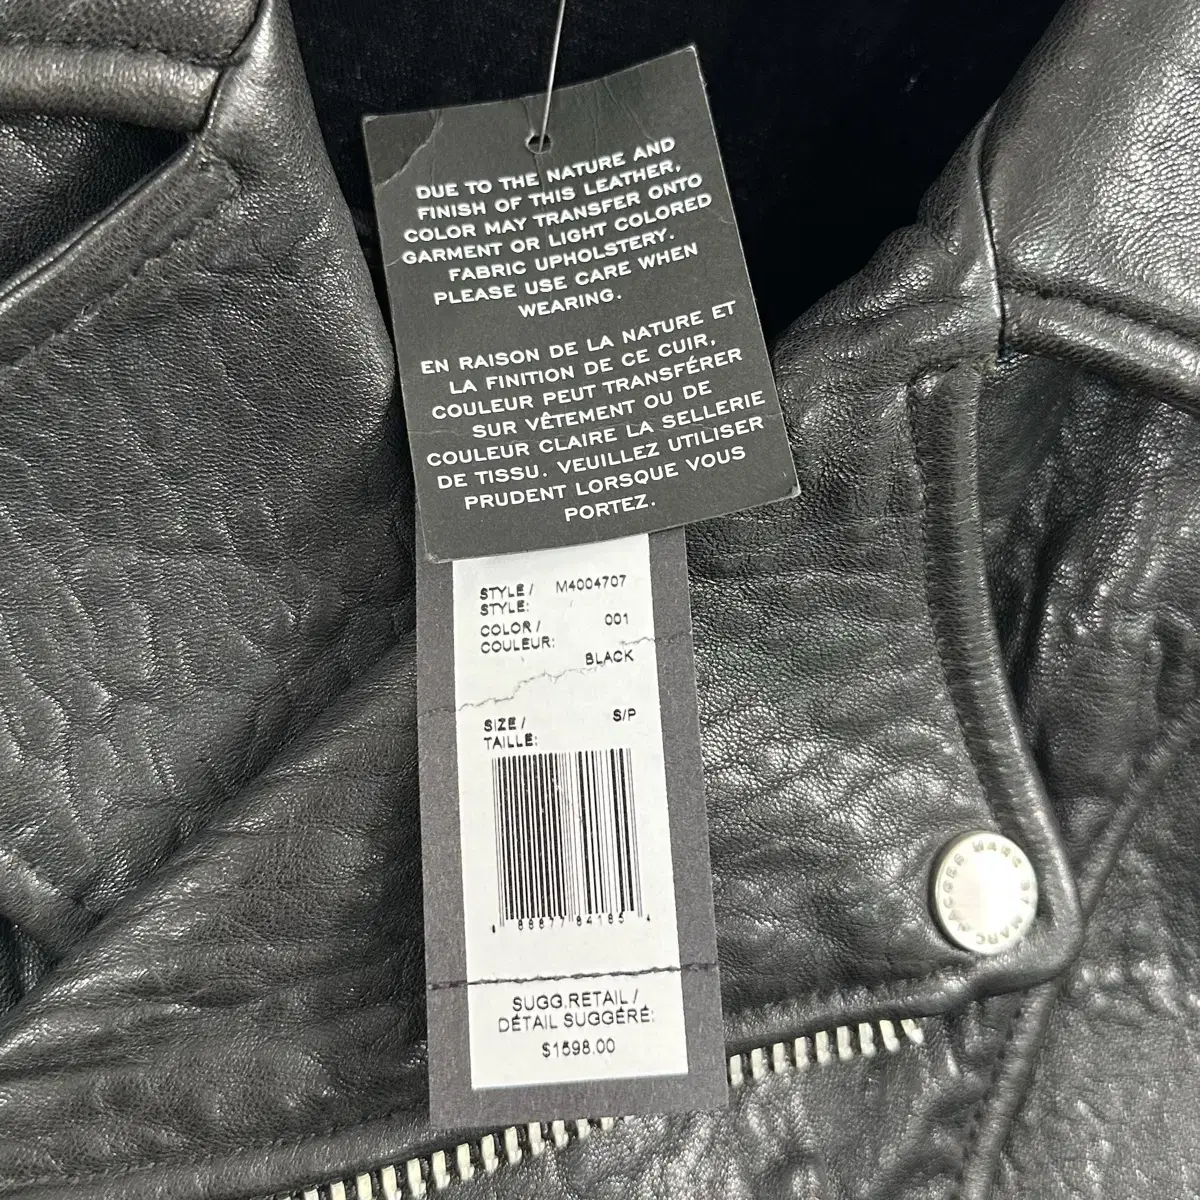 DUE TO THE NATURE AND
FINISH OF THIS LEATHER,
COLOR MAY TRANSFER ONTO
GARMENT OR LIGHT COLORED
FABRIC UPHOLSTERY.
PLEASE USE CARE WHEN
WEARING.
EN RAISON DE LA NATURE ET
LA FINITION DE CE CUIR,
COULEUR PEUT TRANSFÉRER
SUR VÊTEMENT OU DE
COULEUR CLAIRE LA SELLERIE
DE TISSU. VEUILLEZ UTILISER
PRUDENT LORSQUE VOUS
PORTEZ.
STYLE / M4004707
STYLE:
COLOR / 001
COULEUR:
BLACK
SIZE / S/P
TAILLE:
88877 84185 4
SUGG.RETAIL /
DÉTAIL SUGGÉRÉ:
$1598.00
MARC BY MARC JACOBS